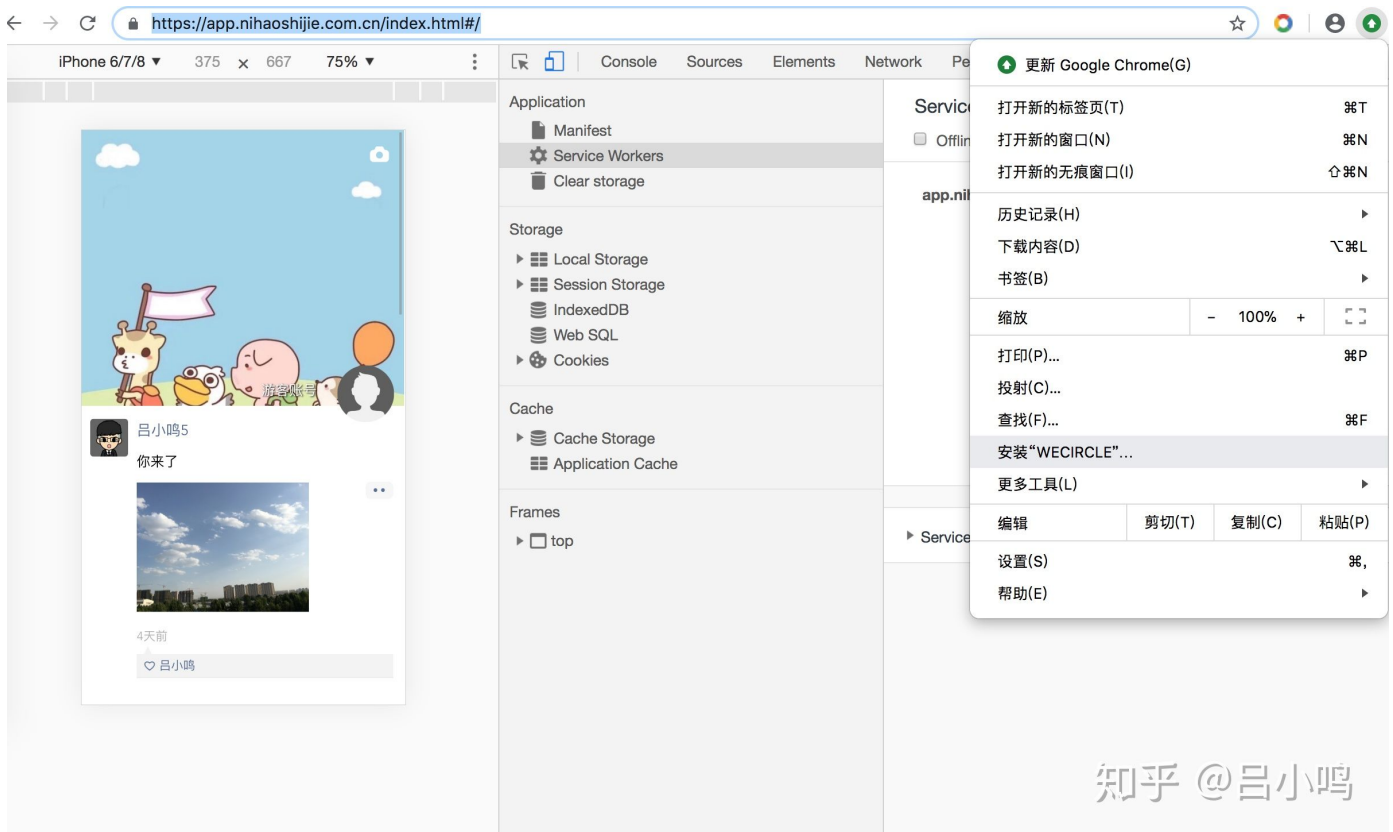 https://app.nihaoshijie.com.cn/index.html#/
iPhone 6/7/8 ▼ 375 × 667 75% ▼
游客账号
吕小鸣5
你来了
4天前
吕小鸣
Console Sources Elements Network Pe
Application
Manifest
Service Workers
Clear storage
Storage
Local Storage
Session Storage
IndexedDB
Web SQL
Cookies
Cache
Cache Storage
Application Cache
Frames
top
Servic
Offlin
app.nil
Service
更新 Google Chrome(G)
打开新的标签页(T) ⌘T
打开新的窗口(N) ⌘N
打开新的无痕窗口(I) ⇧⌘N
历史记录(H)
下载内容(D) ⌥⌘L
书签(B)
缩放 - 100% +
打印(P)... ⌘P
投射(C)...
查找(F)... ⌘F
安装“WECIRCLE”...
更多工具(L)
编辑 剪切(T) 复制(C) 粘贴(P)
设置(S) ⌘,
帮助(E)
知乎 @吕小鸣